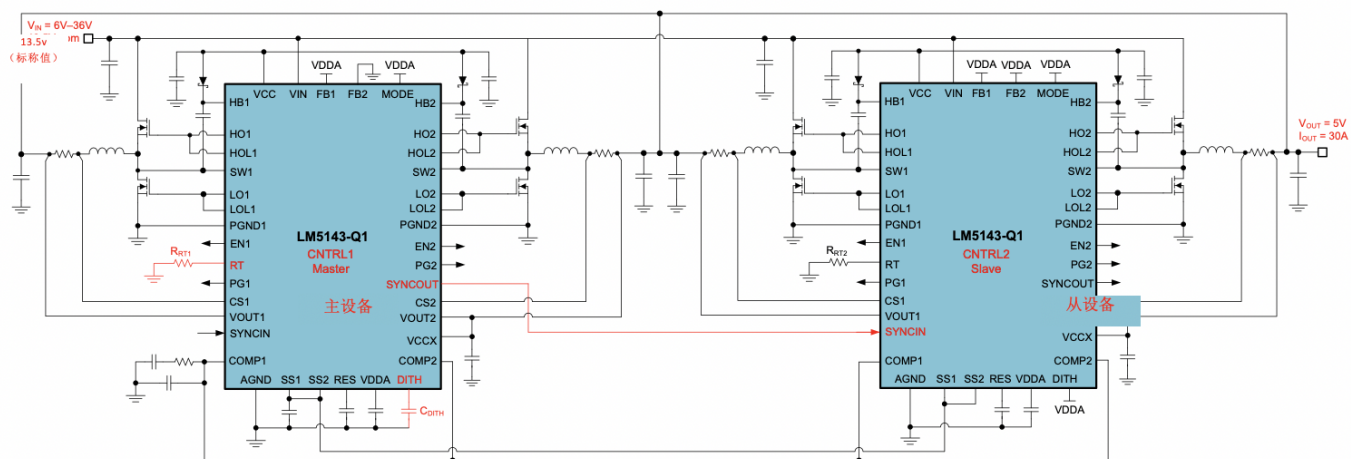 VIN = 6V–36V
13.5v
om
（标称值）
VDDA
VDDA
VCC VIN FB1 FB2 MODE
HB1
HB2
HO1
HO2
HOL1
HOL2
SW1
SW2
LO1
LO2
LOL1
LOL2
PGND1
PGND2
LM5143-Q1
CNTRL1
Master
主设备
EN1
EN2
RRT1
RT
PG2
PG1
SYNCOUT
CS1
CS2
VOUT1
VOUT2
SYNCIN
VCCX
COMP1
COMP2
AGND SS1 SS2 RES VDDA DITH
CDITH
VDDA
VDDA
VDDA
VCC VIN FB1 FB2 MODE
HB1
HB2
HO1
HO2
HOL1
HOL2
SW1
SW2
LO1
LO2
LOL1
LOL2
PGND1
PGND2
LM5143-Q1
CNTRL2
Slave
从设备
EN1
EN2
RRT2
RT
PG2
PG1
SYNCOUT
CS1
VOUT1
SYNCIN
VCCX
COMP1
COMP2
AGND SS1 SS2 RES VDDA DITH
VDDA
VOUT = 5V
IOUT = 30A